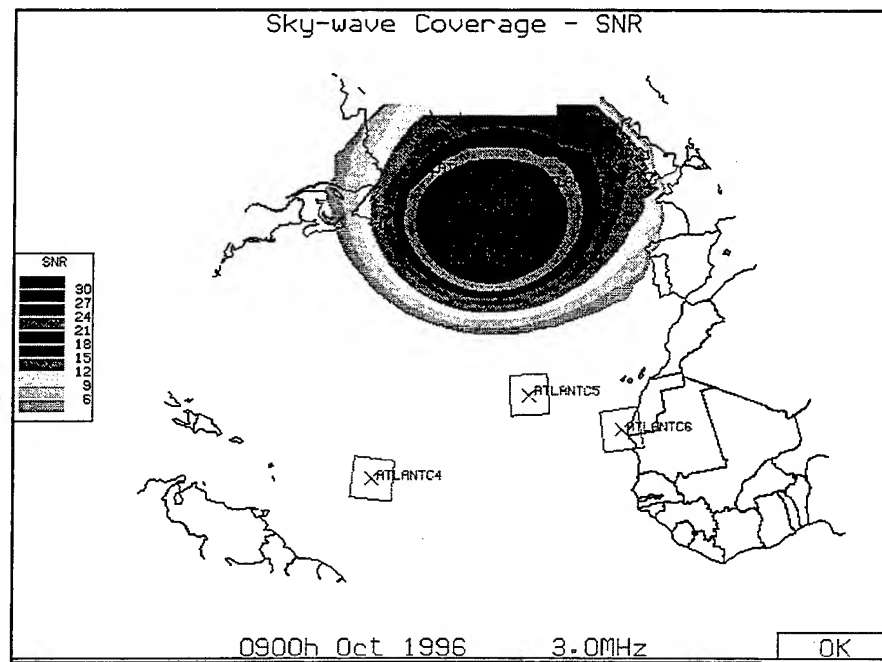 Sky-wave Coverage - SNR
SNR
30
27
24
21
18
15
12
9
6
ATLANTC5
ATLANTC6
ATLANTC4
0900h Oct 1996 3.0MHz OK